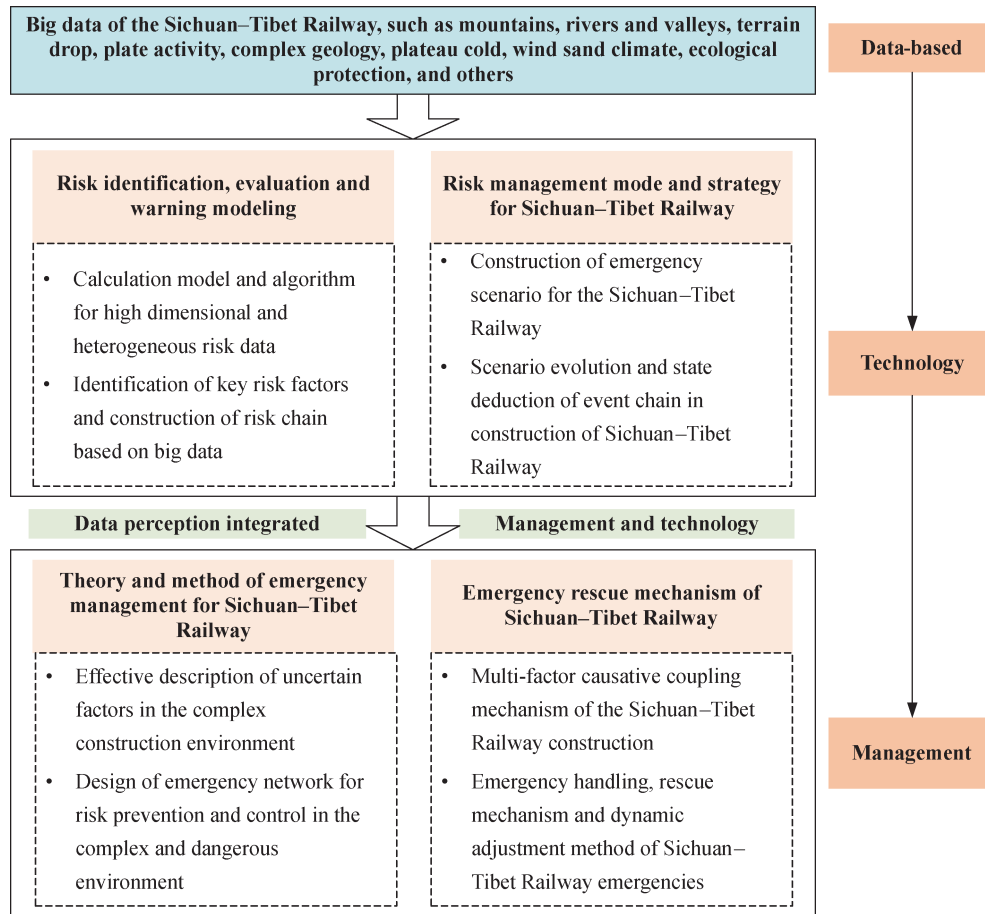 Big data of the Sichuan–Tibet Railway, such as mountains, rivers and valleys, terrain
drop, plate activity, complex geology, plateau cold, wind sand climate, ecological
protection, and others
Data-based
Risk identification, evaluation and
warning modeling
• Calculation model and algorithm
for high dimensional and
heterogeneous risk data
• Identification of key risk factors
and construction of risk chain
based on big data
Risk management mode and strategy
for Sichuan–Tibet Railway
• Construction of emergency
scenario for the Sichuan–Tibet
Railway
• Scenario evolution and state
deduction of event chain in
construction of Sichuan–Tibet
Railway
Technology
Data perception integrated
Management and technology
Theory and method of emergency
management for Sichuan–Tibet
Railway
• Effective description of uncertain
factors in the complex
construction environment
• Design of emergency network for
risk prevention and control in the
complex and dangerous
environment
Emergency rescue mechanism of
Sichuan–Tibet Railway
• Multi-factor causative coupling
mechanism of the Sichuan–Tibet
Railway construction
• Emergency handling, rescue
mechanism and dynamic
adjustment method of Sichuan–
Tibet Railway emergencies
Management